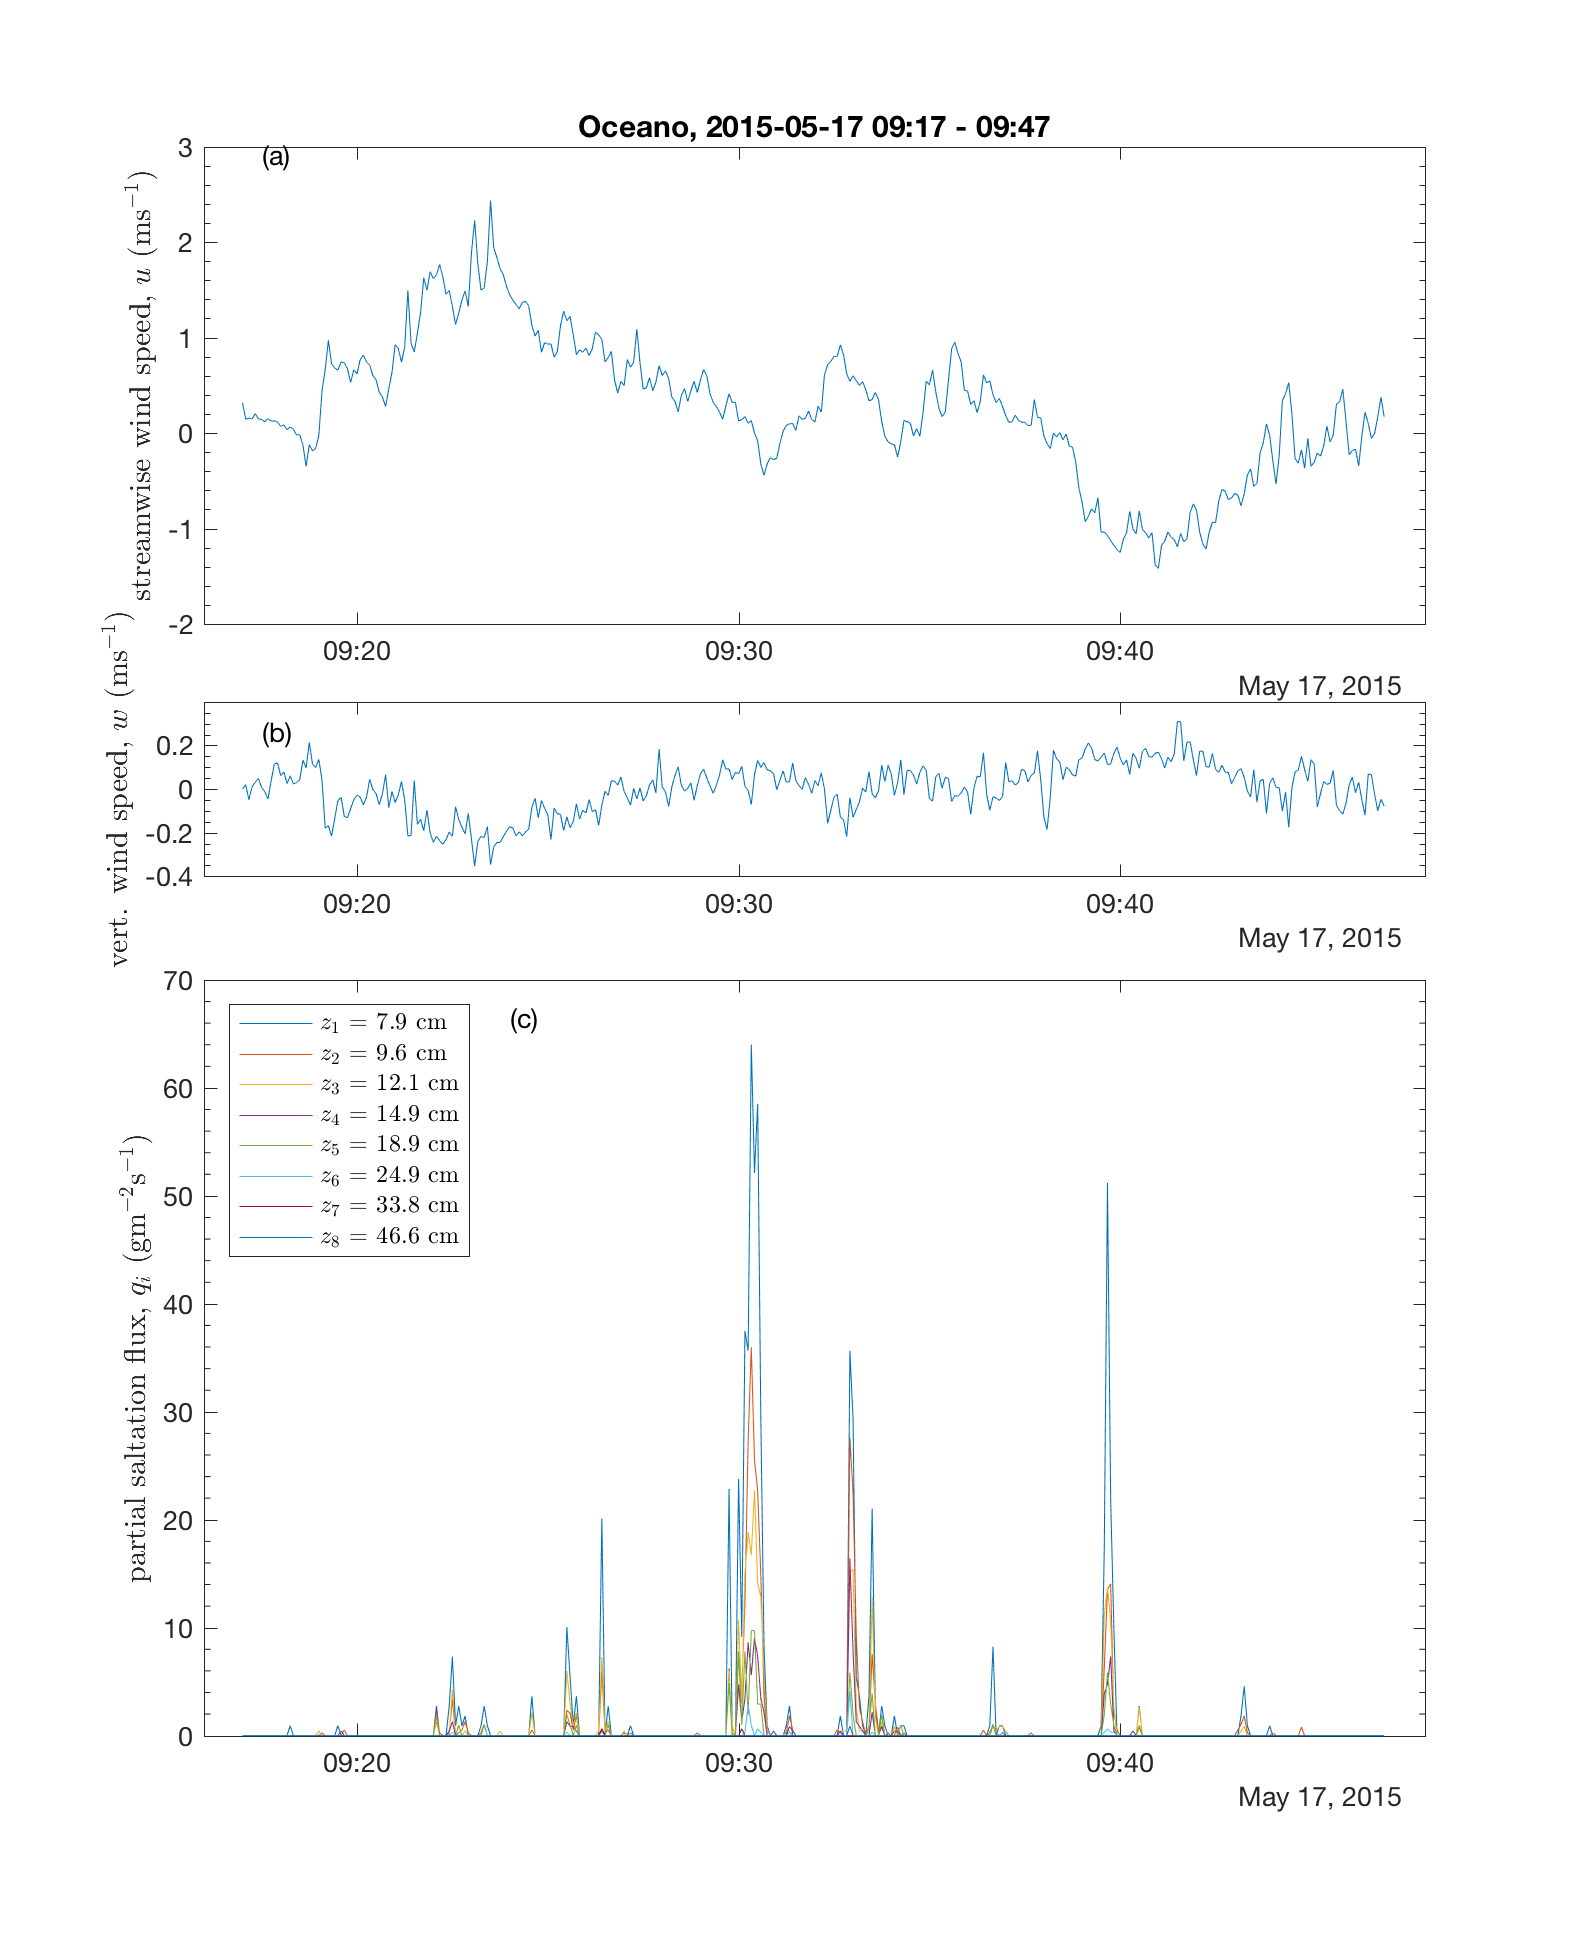 Oceano, 2015-05-17 09:17 - 09:47
(a)
streamwise wind speed, u (ms⁻¹)
3
2
1
0
-1
-2
09:20 09:30 09:40
May 17, 2015
(b)
vert. wind speed, w (ms⁻¹)
0.2
0
-0.2
-0.4
09:20 09:30 09:40
May 17, 2015
(c)
partial saltation flux, qᵢ (gm⁻²s⁻¹)
70
60
50
40
30
20
10
0
z₁ = 7.9 cm
z₂ = 9.6 cm
z₃ = 12.1 cm
z₄ = 14.9 cm
z₅ = 18.9 cm
z₆ = 24.9 cm
z₇ = 33.8 cm
z₈ = 46.6 cm
09:20 09:30 09:40
May 17, 2015